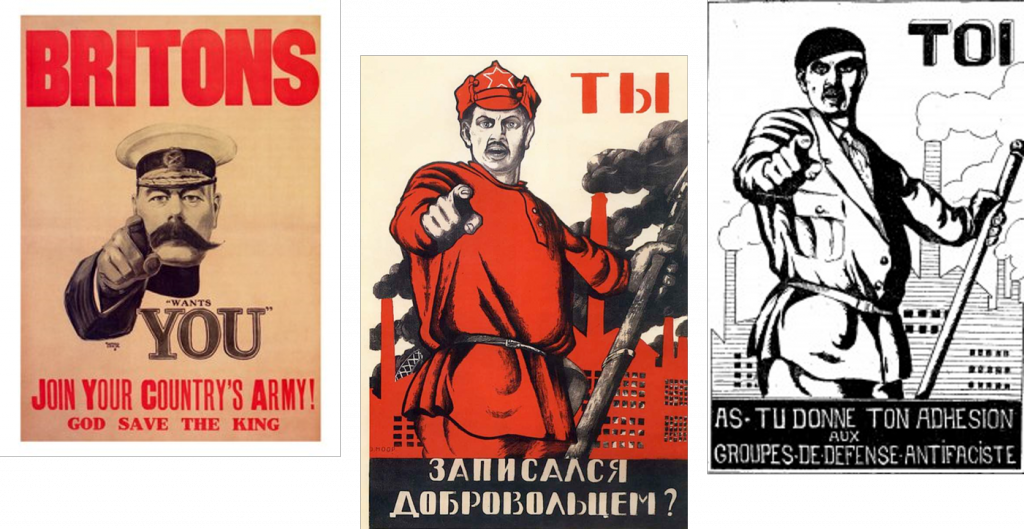 BRITONS
"WANTS
YOU"
JOIN YOUR COUNTRY'S ARMY!
GOD SAVE THE KING
ТЫ
ЗАПИСАЛСЯ
ДОБРОВОЛЬЦЕМ?
TOI
AS-TU DONNE TON ADHESION
AUX
GROUPES-DE-DEFENSE-ANTIFACISTE